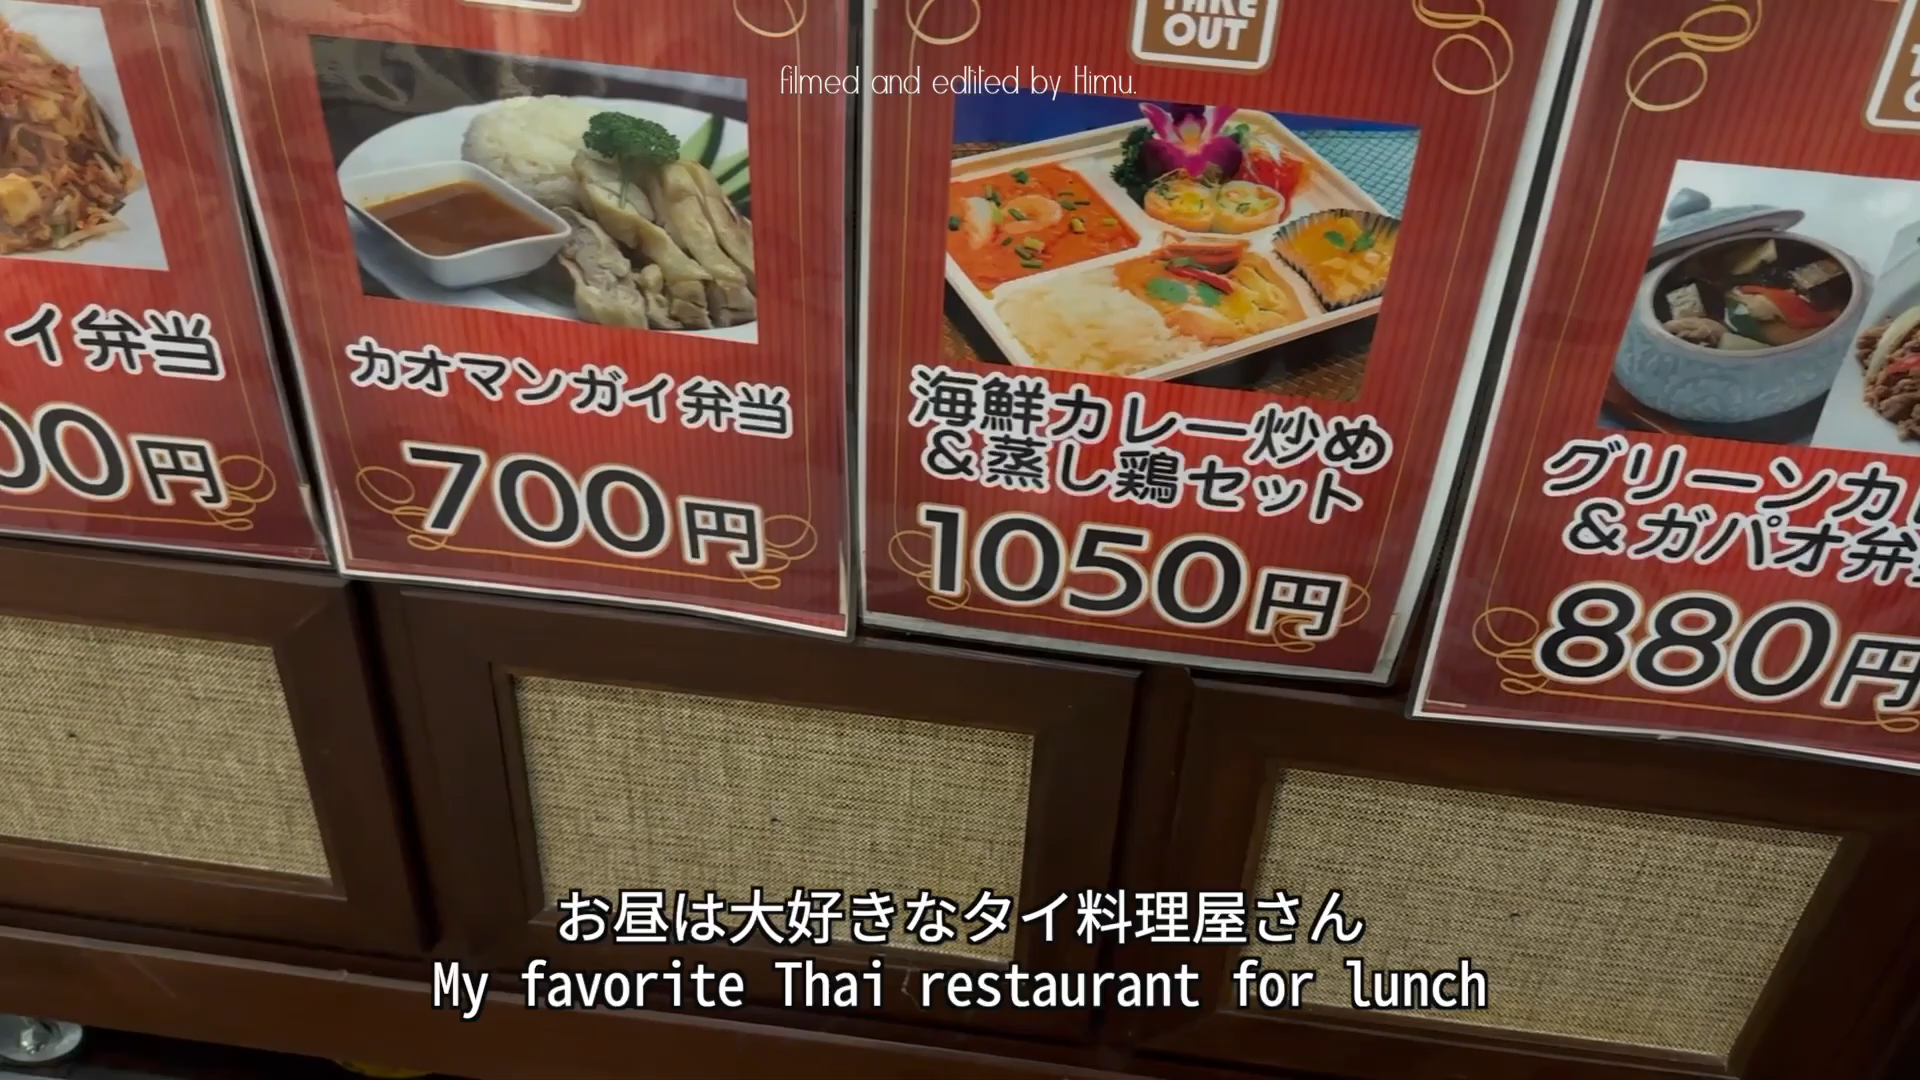 TAKE
OUT
filmed and edited by Himu.
イ弁当
00円
カオマンガイ弁当
700円
海鮮カレー炒め
&蒸し鶏セット
1050円
グリーンカ
&ガパオ弁
880円
お昼は大好きなタイ料理屋さん
My favorite Thai restaurant for lunch